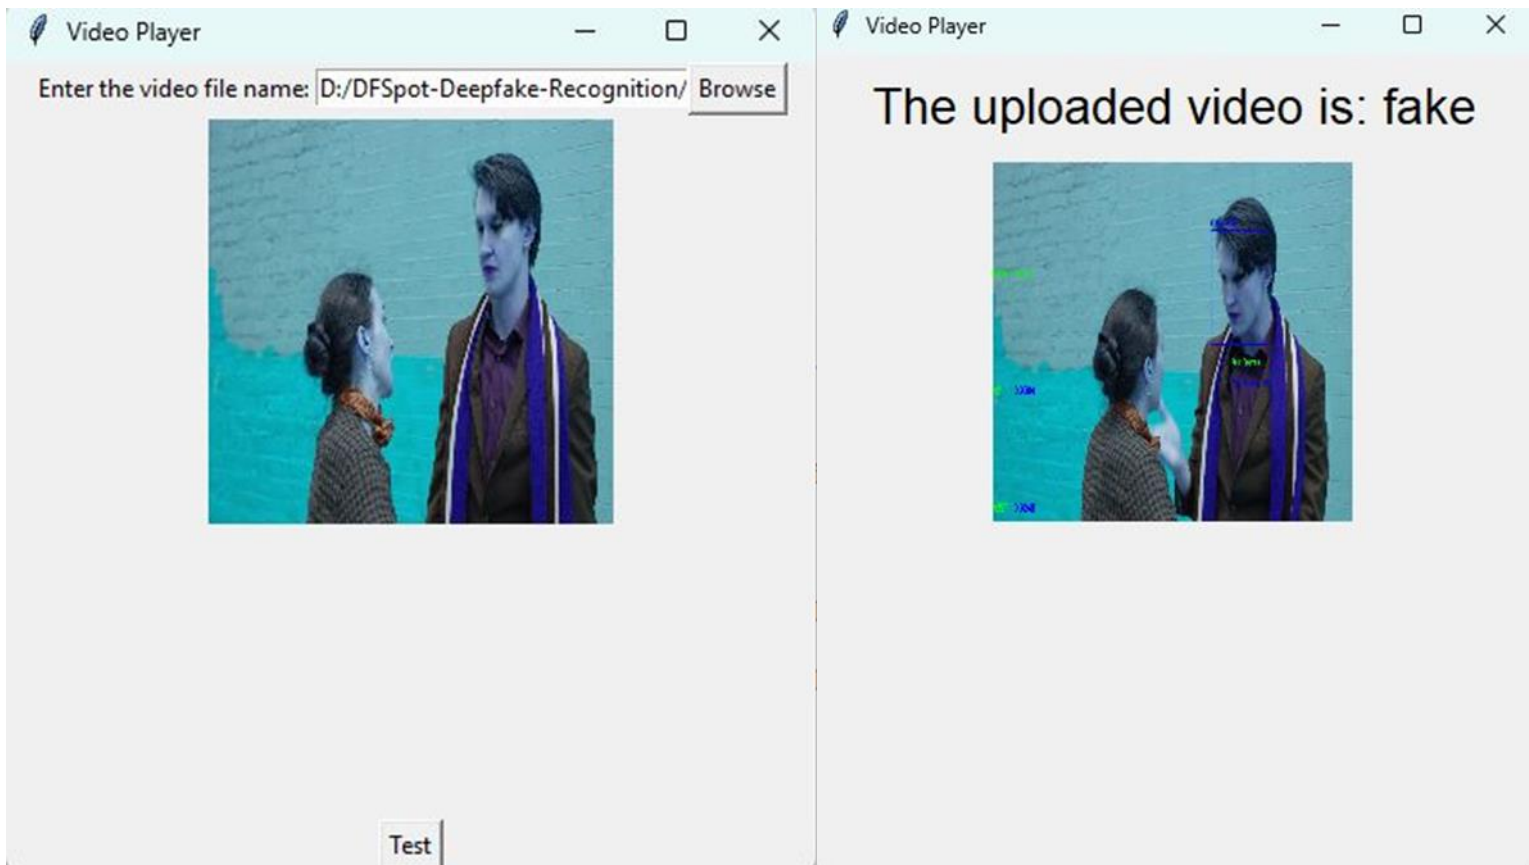 Video Player
Enter the video file name: D:/DFSpot-Deepfake-Recognition/ Browse
Test
Video Player
The uploaded video is: fake